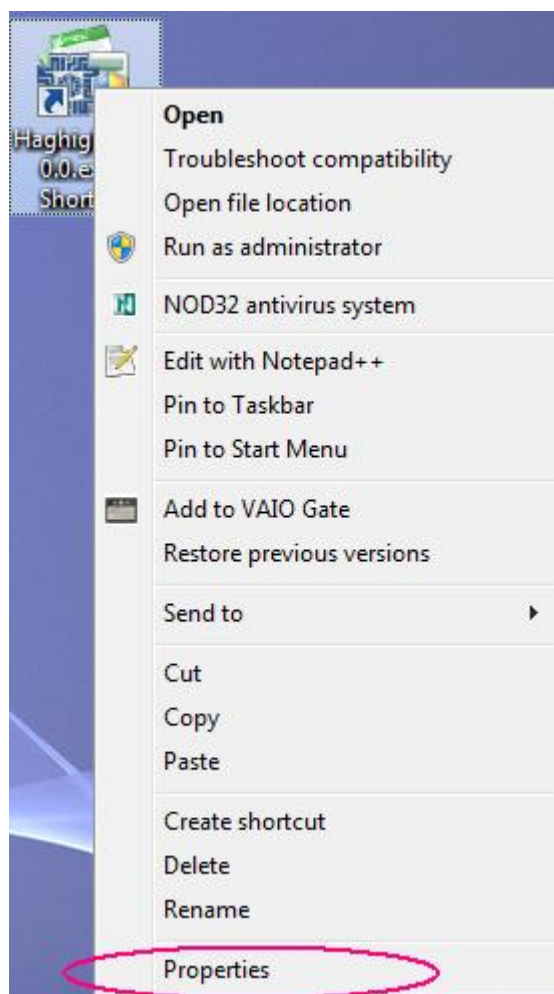 Haghig
0.0.e
Short
Open
Troubleshoot compatibility
Open file location
Run as administrator
NOD32 antivirus system
Edit with Notepad++
Pin to Taskbar
Pin to Start Menu
Add to VAIO Gate
Restore previous versions
Send to
Cut
Copy
Paste
Create shortcut
Delete
Rename
Properties